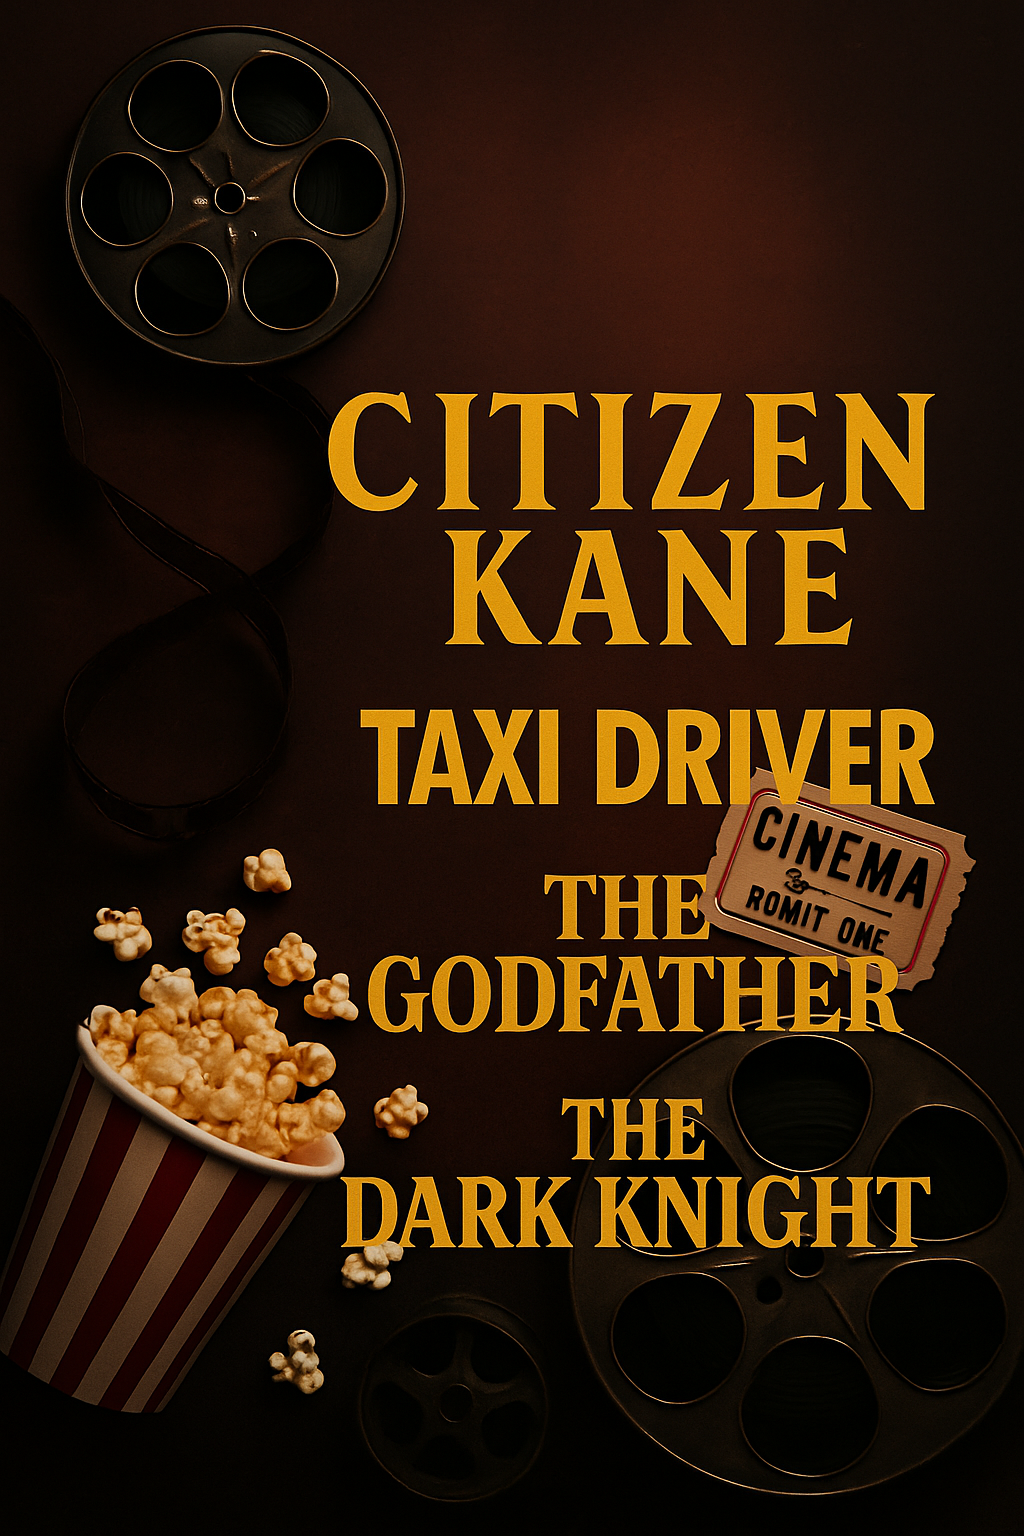 CITIZEN
KANE
TAXI DRIVER
CINEMA
ROMIT ONE
THE
GODFATHER
THE
DARK KNIGHT